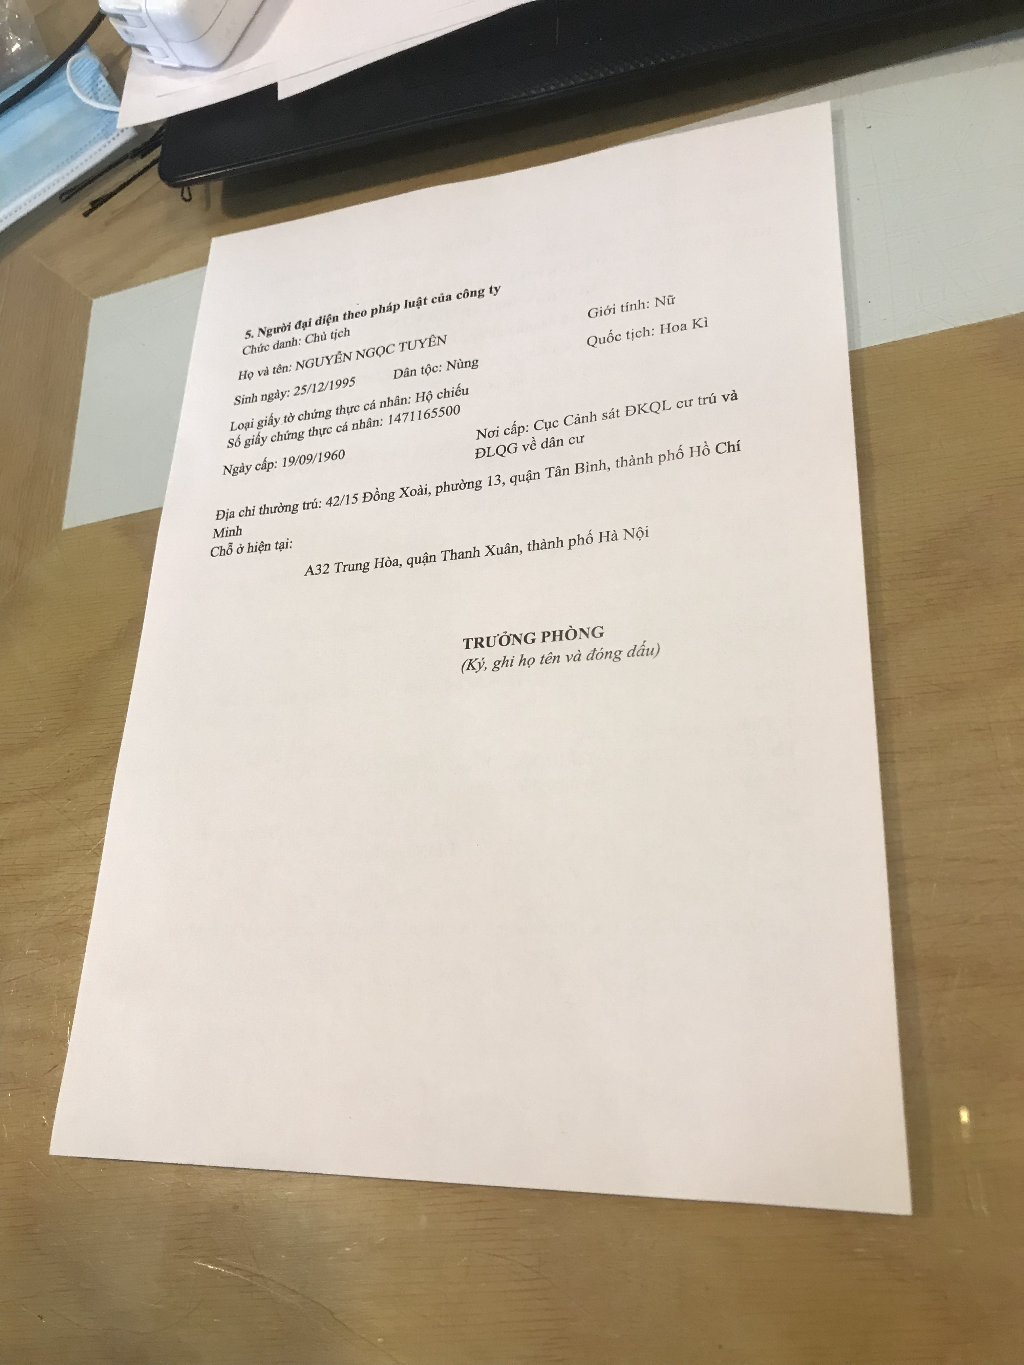 5. Người đại diện theo pháp luật của công ty
Chức danh: Chủ tịch
Họ và tên: NGUYỄN NGỌC TUYÊN Giới tính: Nữ
Sinh ngày: 25/12/1995 Dân tộc: Nùng Quốc tịch: Hoa Kì
Loại giấy tờ chứng thực cá nhân: Hộ chiếu
Số giấy chứng thực cá nhân: 1471165500
Ngày cấp: 19/09/1960 Nơi cấp: Cục Cảnh sát ĐKQL cư trú và
ĐLQG về dân cư
Địa chỉ thường trú: 42/15 Đồng Xoài, phường 13, quận Tân Bình, thành phố Hồ Chí
Minh
Chỗ ở hiện tại:
A32 Trung Hòa, quận Thanh Xuân, thành phố Hà Nội
TRƯỞNG PHÒNG
(Ký, ghi họ tên và đóng dấu)